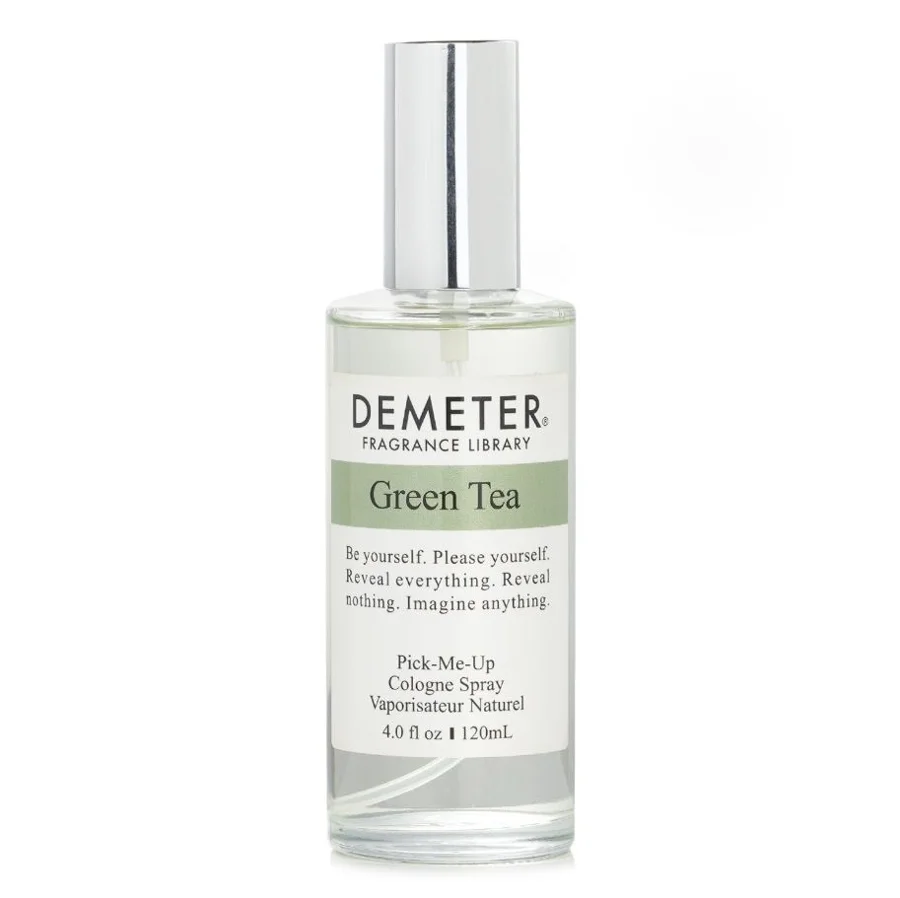 DEMETER®
FRAGRANCE LIBRARY
Green Tea
Be yourself. Please yourself.
Reveal everything. Reveal
nothing. Imagine anything.
Pick-Me-Up
Cologne Spray
Vaporisateur Naturel
4.0 fl oz ▌120mL